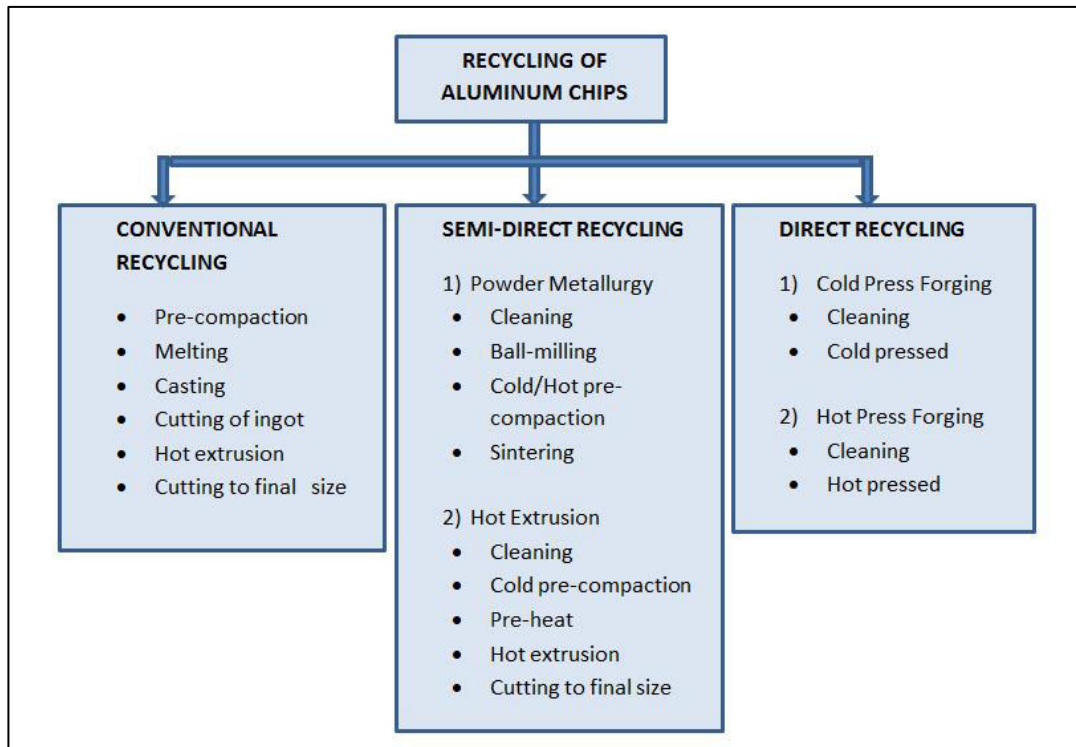 RECYCLING OF
ALUMINUM CHIPS
CONVENTIONAL
RECYCLING
• Pre-compaction
• Melting
• Casting
• Cutting of ingot
• Hot extrusion
• Cutting to final size
SEMI-DIRECT RECYCLING
1) Powder Metallurgy
• Cleaning
• Ball-milling
• Cold/Hot pre-
compaction
• Sintering
2) Hot Extrusion
• Cleaning
• Cold pre-compaction
• Pre-heat
• Hot extrusion
• Cutting to final size
DIRECT RECYCLING
1) Cold Press Forging
• Cleaning
• Cold pressed
2) Hot Press Forging
• Cleaning
• Hot pressed